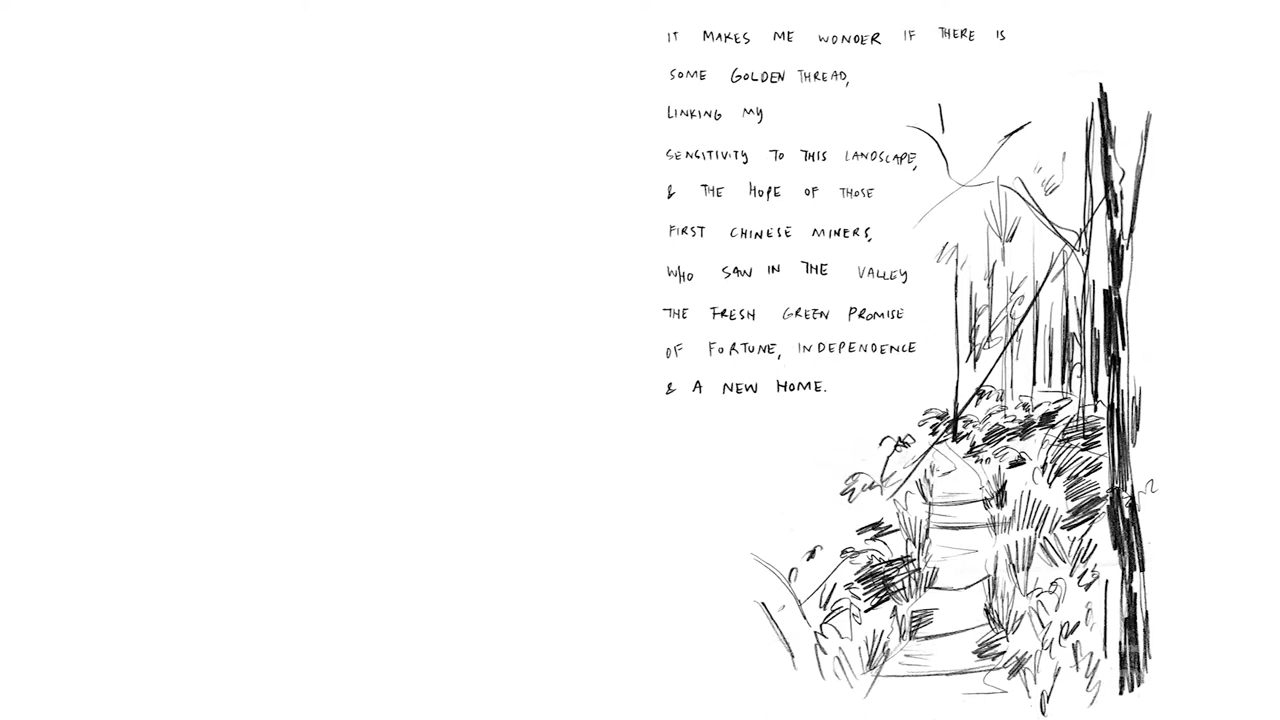 IT MAKES ME WONDER IF THERE IS
SOME GOLDEN THREAD,
LINKING MY
SENSITIVITY TO THIS LANDSCAPE,
& THE HOPE OF THOSE
FIRST CHINESE MINERS,
WHO SAW IN THE VALLEY
THE FRESH GREEN PROMISE
OF FORTUNE, INDEPENDENCE
& A NEW HOME.